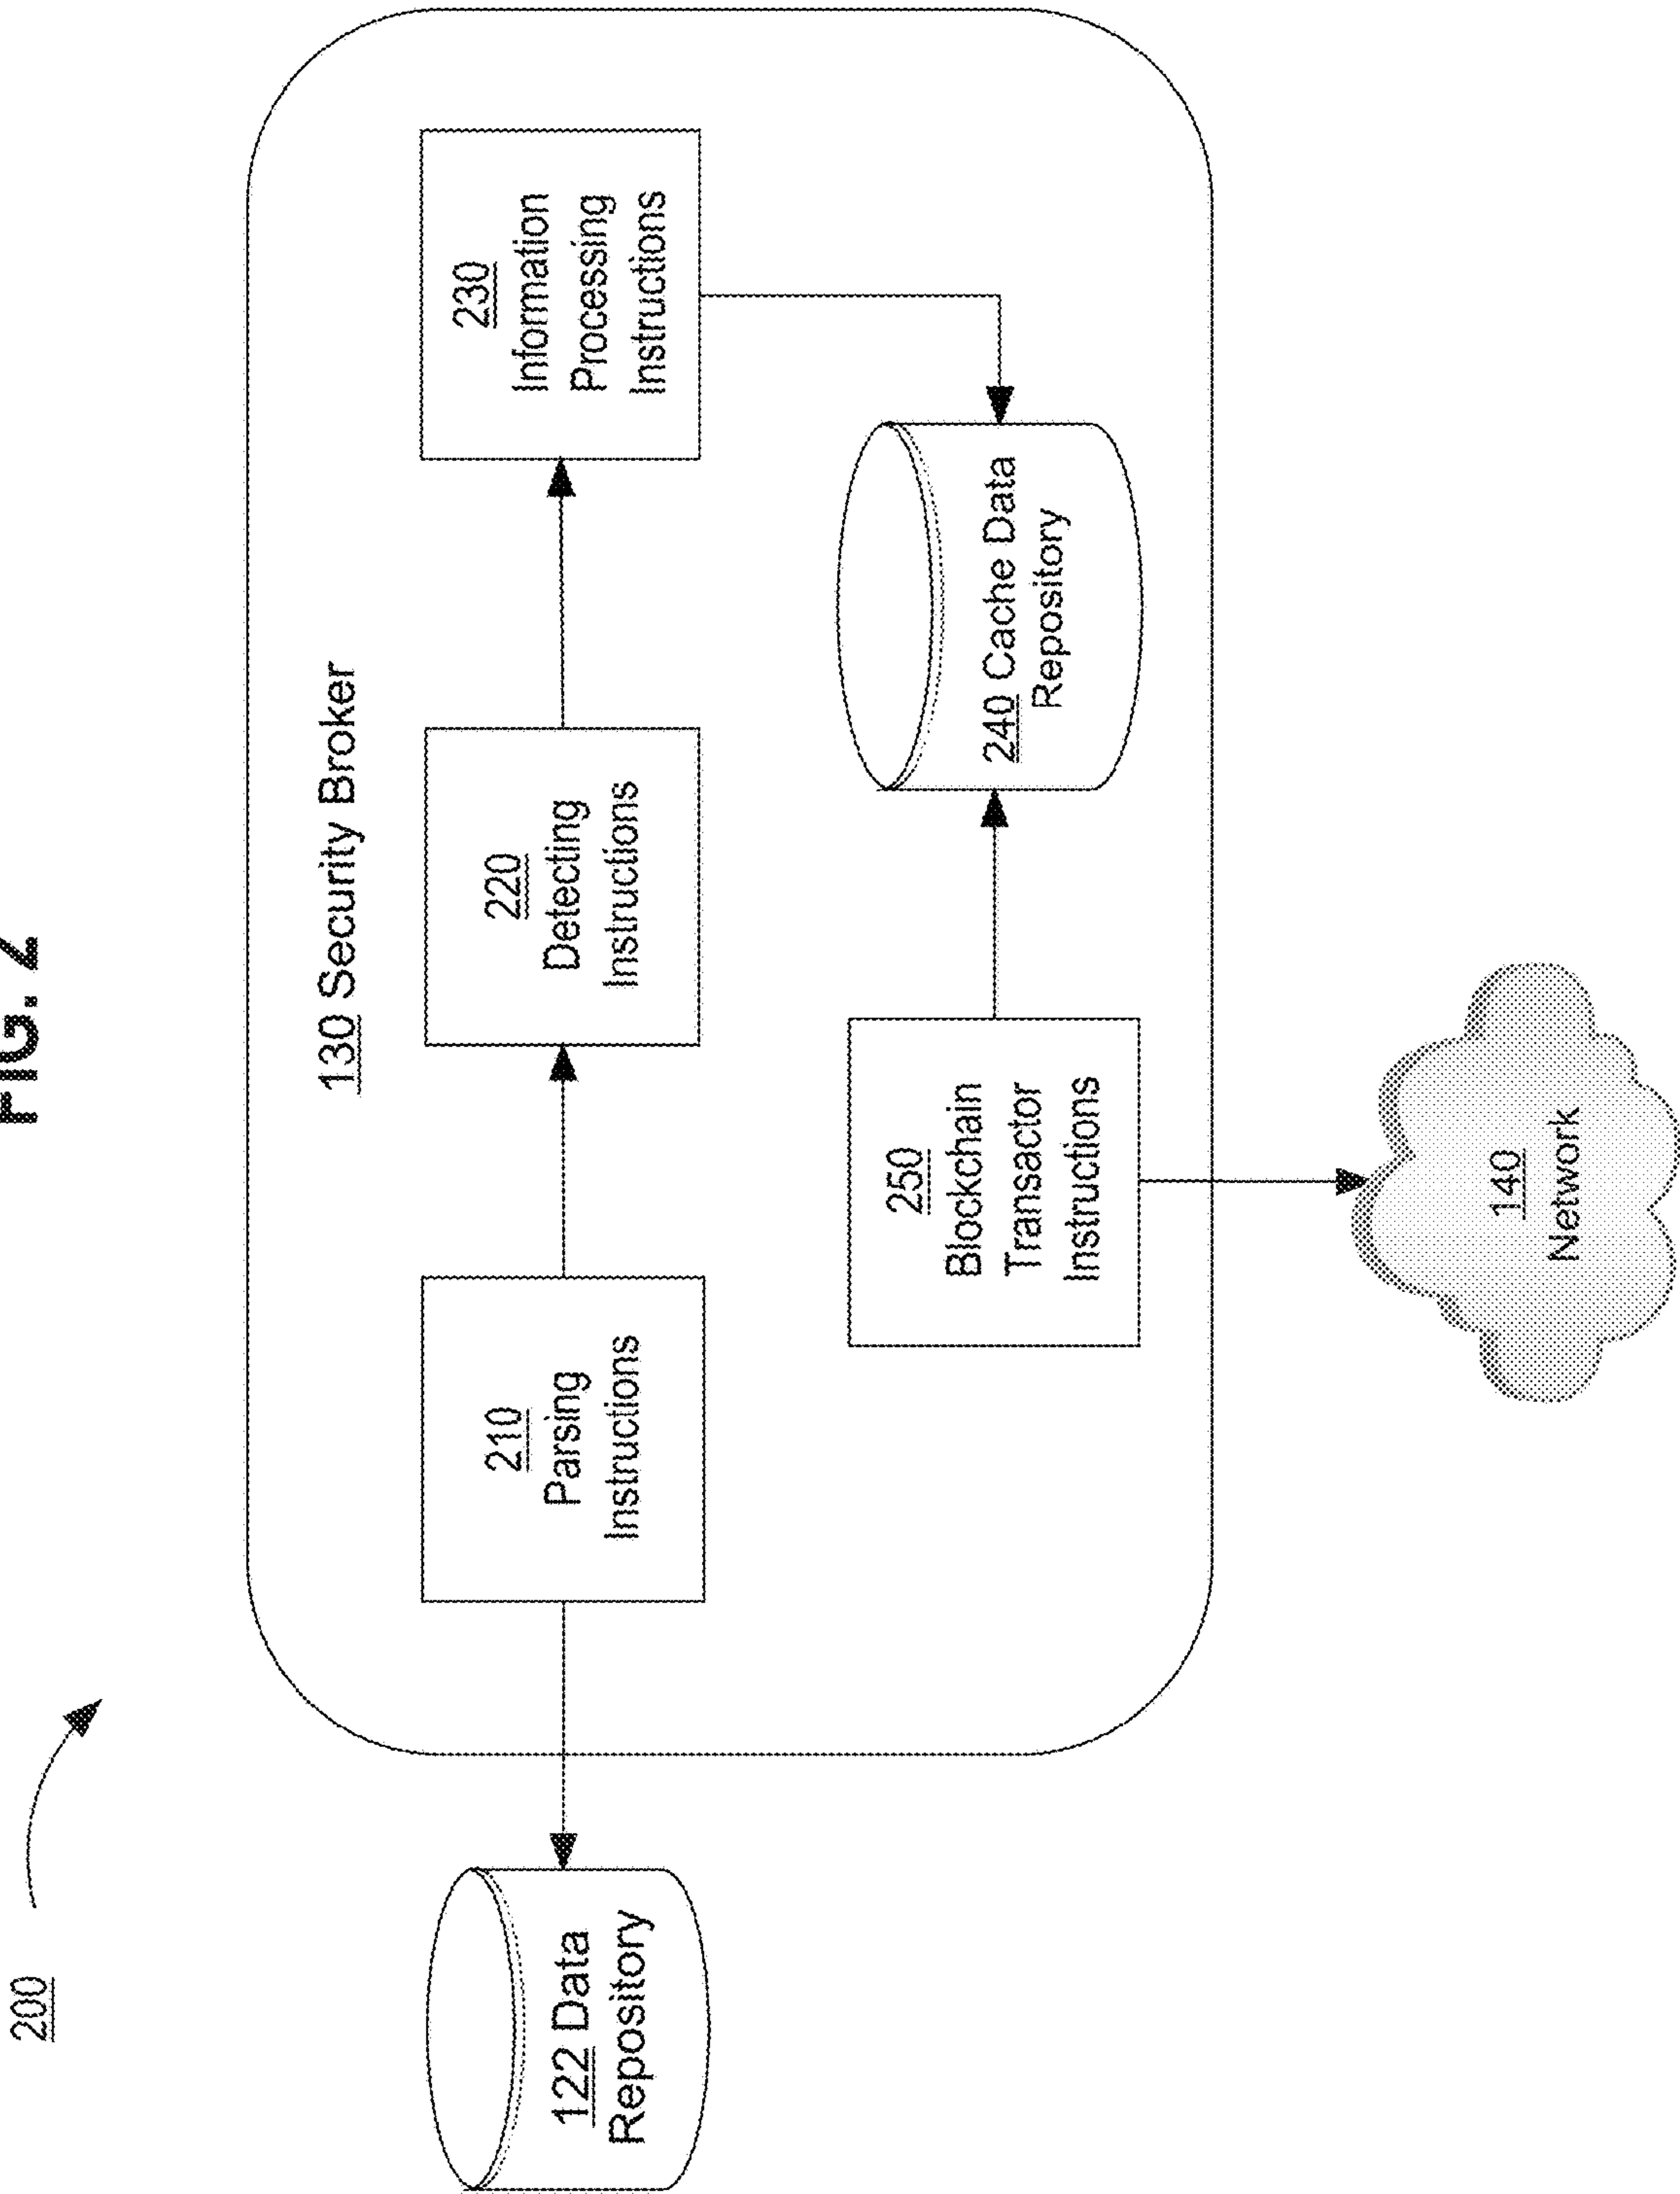 FIG. 2
200
130 Security Broker
122 Data
Repository
210
Parsing
Instructions
220
Detecting
Instructions
230
Information
Processing
Instructions
250
Blockchain
Transactor
Instructions
240 Cache Data
Repository
140
Network